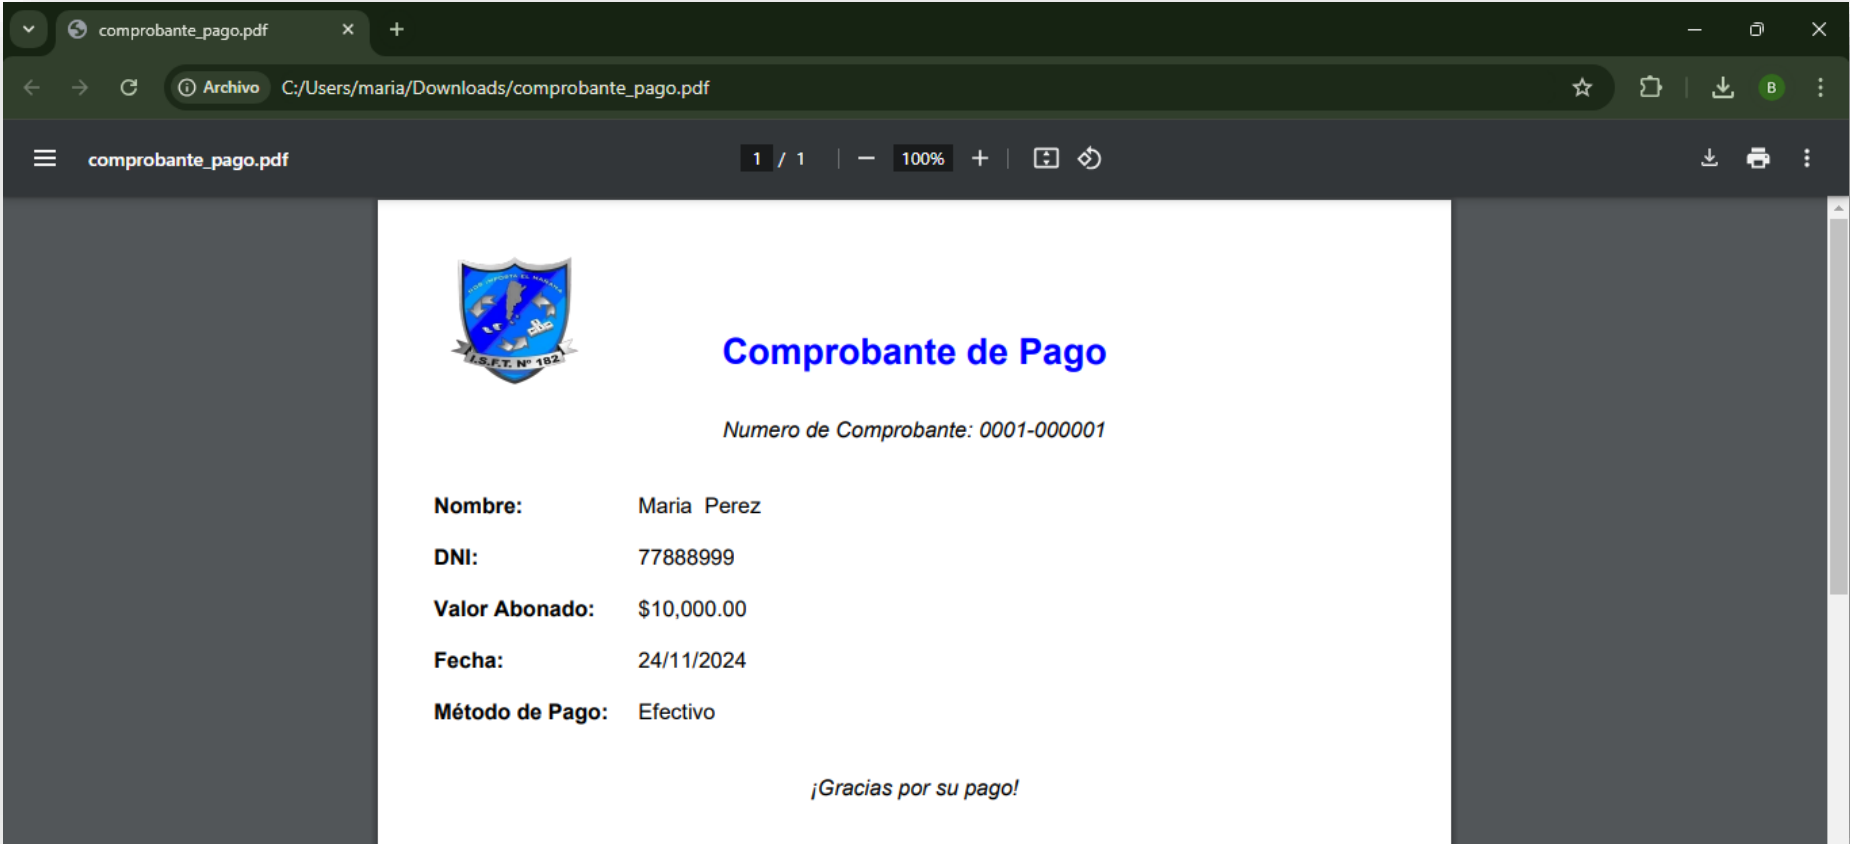 comprobante_pago.pdf
Archivo C:/Users/maria/Downloads/comprobante_pago.pdf B
comprobante_pago.pdf 1 / 1 100%
I.S.F.T. Nº 182
Comprobante de Pago
Numero de Comprobante: 0001-000001
Nombre: Maria Perez
DNI: 77888999
Valor Abonado: $10,000.00
Fecha: 24/11/2024
Método de Pago: Efectivo
¡Gracias por su pago!